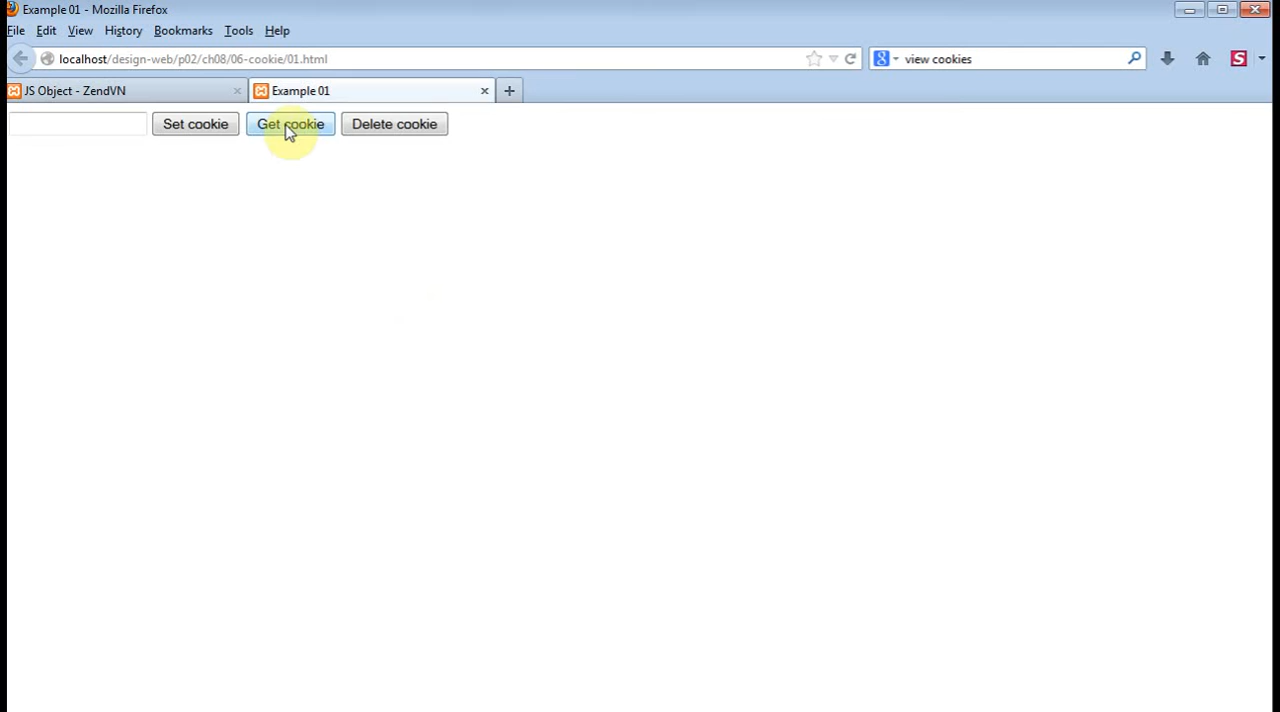 Example 01 - Mozilla Firefox
File Edit View History Bookmarks Tools Help
localhost/design-web/p02/ch08/06-cookie/01.html view cookies
JS Object - ZendVN Example 01
Set cookie Get cookie Delete cookie